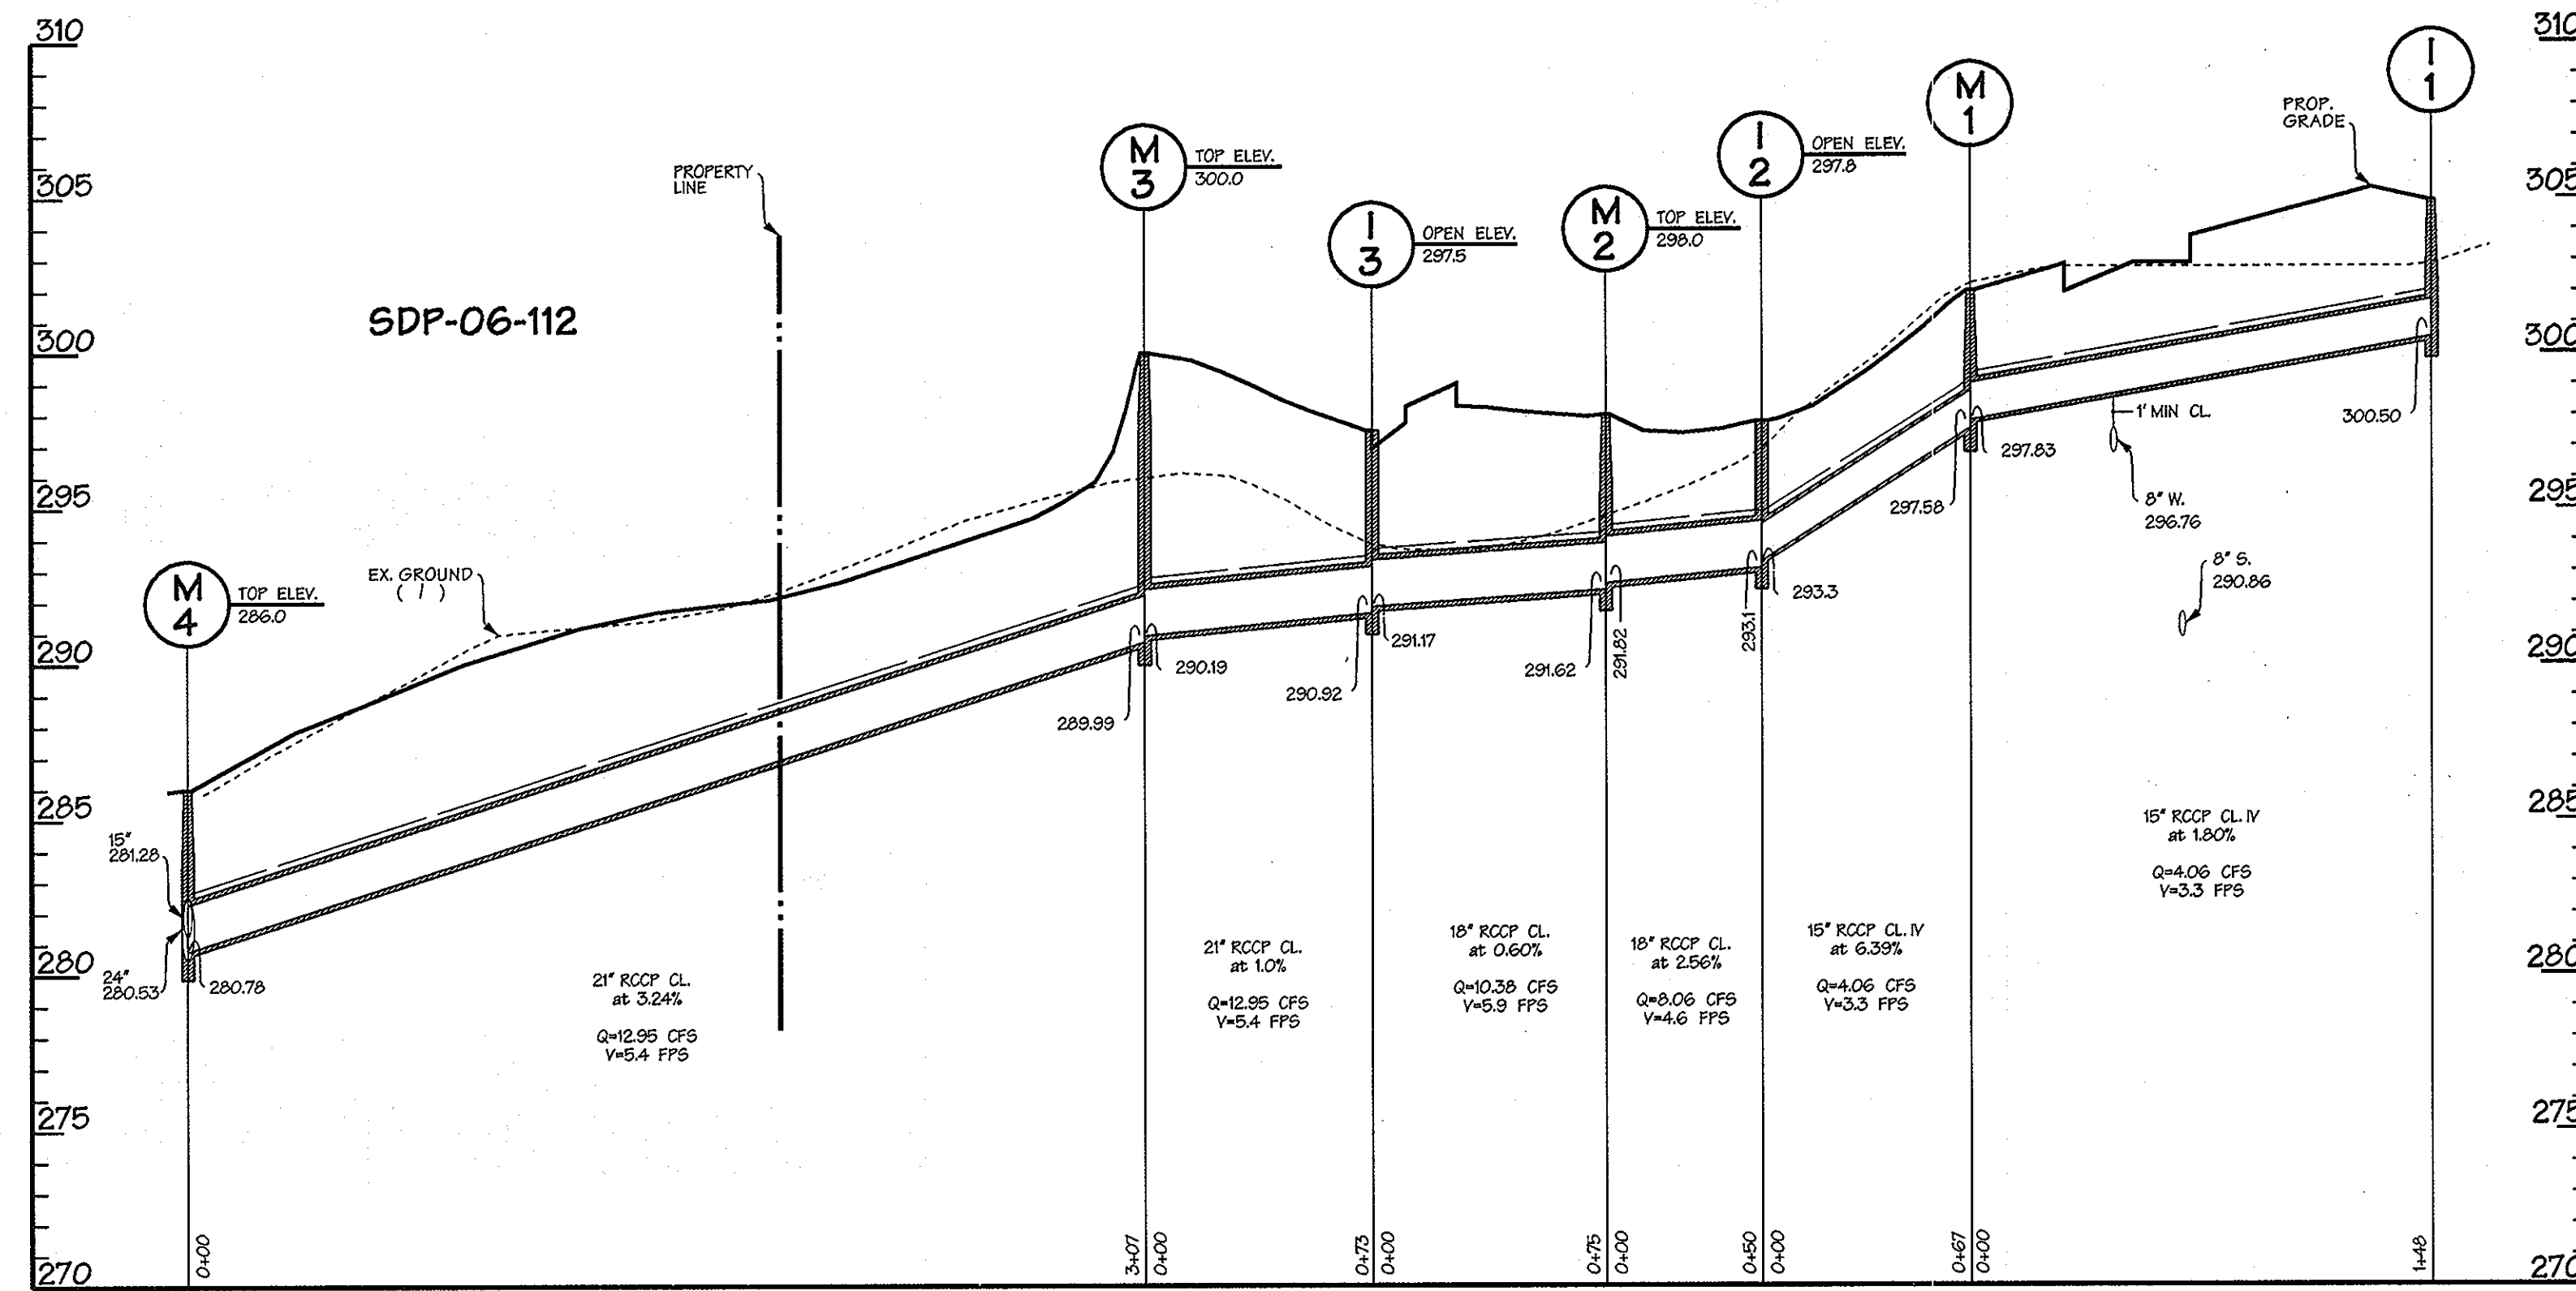 310
305
300
295
290
285
280
275
270
SDP-06-112
PROPERTY
LINE
EX. GROUND
( / )
M
4
TOP ELEV.
286.0
15"
281.28
24"
280.53
280.78
21" RCCP CL.
at 3.24%
Q=12.95 CFS
V=5.4 FPS
M
3
TOP ELEV.
300.0
289.99
290.19
21" RCCP CL.
at 1.0%
Q=12.95 CFS
V=5.4 FPS
I
3
OPEN ELEV.
297.5
290.92
291.17
18" RCCP CL.
at 0.60%
Q=10.38 CFS
V=5.9 FPS
M
2
TOP ELEV.
298.0
291.62
291.82
18" RCCP CL.
at 2.56%
Q=8.06 CFS
V=4.6 FPS
I
2
OPEN ELEV.
297.8
293.1
293.3
15" RCCP CL. IV
at 6.39%
Q=4.06 CFS
V=3.3 FPS
M
1
297.58
297.83
1' MIN CL.
8" W.
296.76
8" S.
290.86
15" RCCP CL. IV
at 1.80%
Q=4.06 CFS
V=3.3 FPS
PROP.
GRADE
I
1
300.50
0+00
3+07
0+00
0+73
0+00
0+75
0+00
0+50
0+00
0+67
0+00
1+48
310
305
300
295
290
285
280
275
270